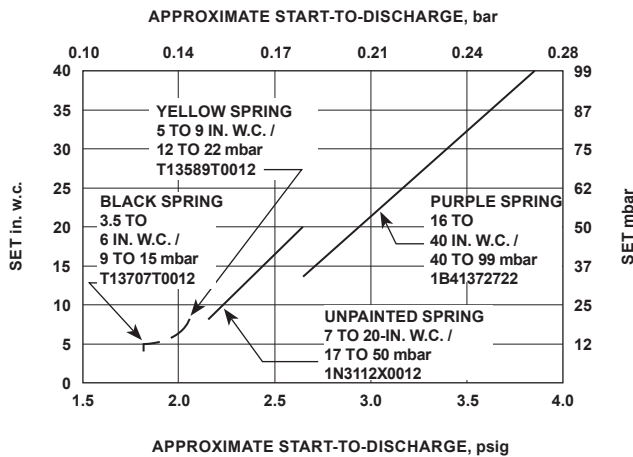 APPROXIMATE START-TO-DISCHARGE, bar
0.10 0.14 0.18 0.21 0.26 0.28
40 99
35 87
30 75
25 62
20 50
15 37
10 25
5 12
0
SET in. w.c.
SET mbar
YELLOW SPRING
5 TO 9 IN. W.C. /
12 TO 22 mbar
T13589T0012
BLACK SPRING
3.5 TO
6 IN. W.C. /
9 TO 15 mbar
T13707T0012
PURPLE SPRING
16 TO
40 IN. W.C. /
40 TO 99 mbar
1B41372722
UNPAINTED SPRING
7 TO 20-IN. W.C. /
17 TO 50 mbar
1N3112X0012
1.5 2.0 2.5 3.0 3.5 4.0
APPROXIMATE START-TO-DISCHARGE, psig